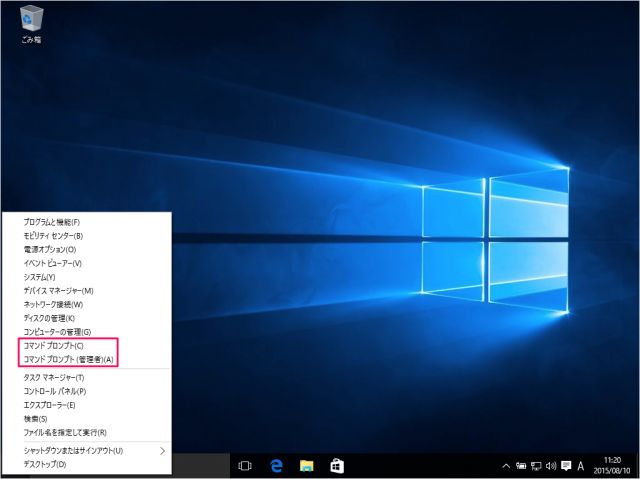 ごみ箱
プログラムと機能(F)
モビリティ センター(B)
電源オプション(O)
イベント ビューアー(V)
システム(Y)
デバイス マネージャー(M)
ネットワーク接続(W)
ディスクの管理(K)
コンピューターの管理(G)
コマンド プロンプト(C)
コマンド プロンプト (管理者)(A)
タスク マネージャー(T)
コントロール パネル(P)
エクスプローラー(E)
検索(S)
ファイル名を指定して実行(R)
シャットダウンまたはサインアウト(U)
デスクトップ(D)
A
11:20
2015/08/10